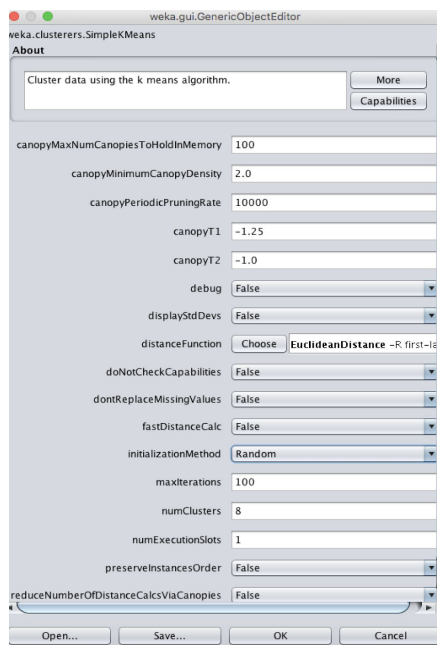 weka.gui.GenericObjectEditor
weka.clusterers.SimpleKMeans
About
Cluster data using the k means algorithm.
More
Capabilities
canopyMaxNumCanopiesToHoldInMemory 100
canopyMinimumCanopyDensity 2.0
canopyPeriodicPruningRate 10000
canopyT1 -1.25
canopyT2 -1.0
debug False
displayStdDevs False
distanceFunction Choose EuclideanDistance -R first-la
doNotCheckCapabilities False
dontReplaceMissingValues False
fastDistanceCalc False
initializationMethod Random
maxIterations 100
numClusters 8
numExecutionSlots 1
preserveInstancesOrder False
reduceNumberOfDistanceCalcsViaCanopies False
Open... Save... OK Cancel